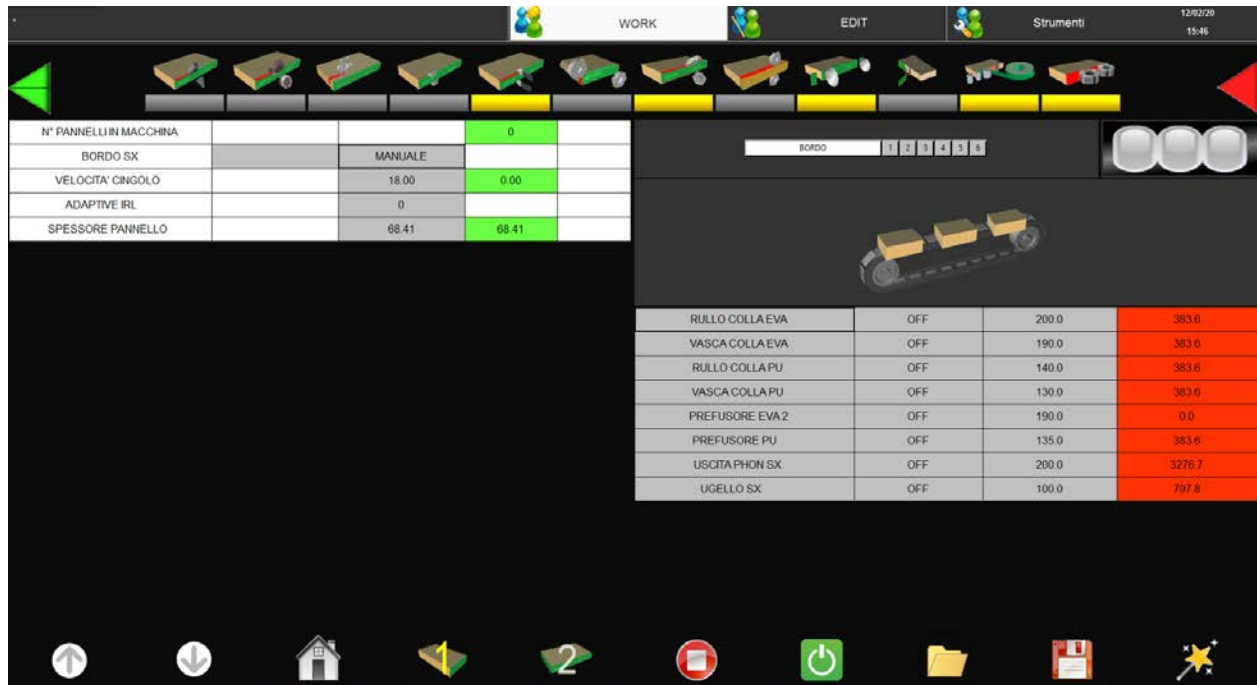 WORK EDIT Strumenti 12/02/20
15:46
N° PANNELLI IN MACCHINA 0
BORDO SX MANUALE
VELOCITA' CINGOLO 18.00 0.00
ADAPTIVE IRL 0
SPESSORE PANNELLO 68.41 68.41
BORDO 1 2 3 4 5 6
RULLO COLLA EVA OFF 200.0 383.6
VASCA COLLA EVA OFF 190.0 383.6
RULLO COLLA PU OFF 140.0 383.6
VASCA COLLA PU OFF 130.0 383.6
PREFUSORE EVA 2 OFF 190.0 0.0
PREFUSORE PU OFF 135.0 383.6
USCITA PHON SX OFF 200.0 3276.7
UGELLO SX OFF 100.0 797.8
1 2